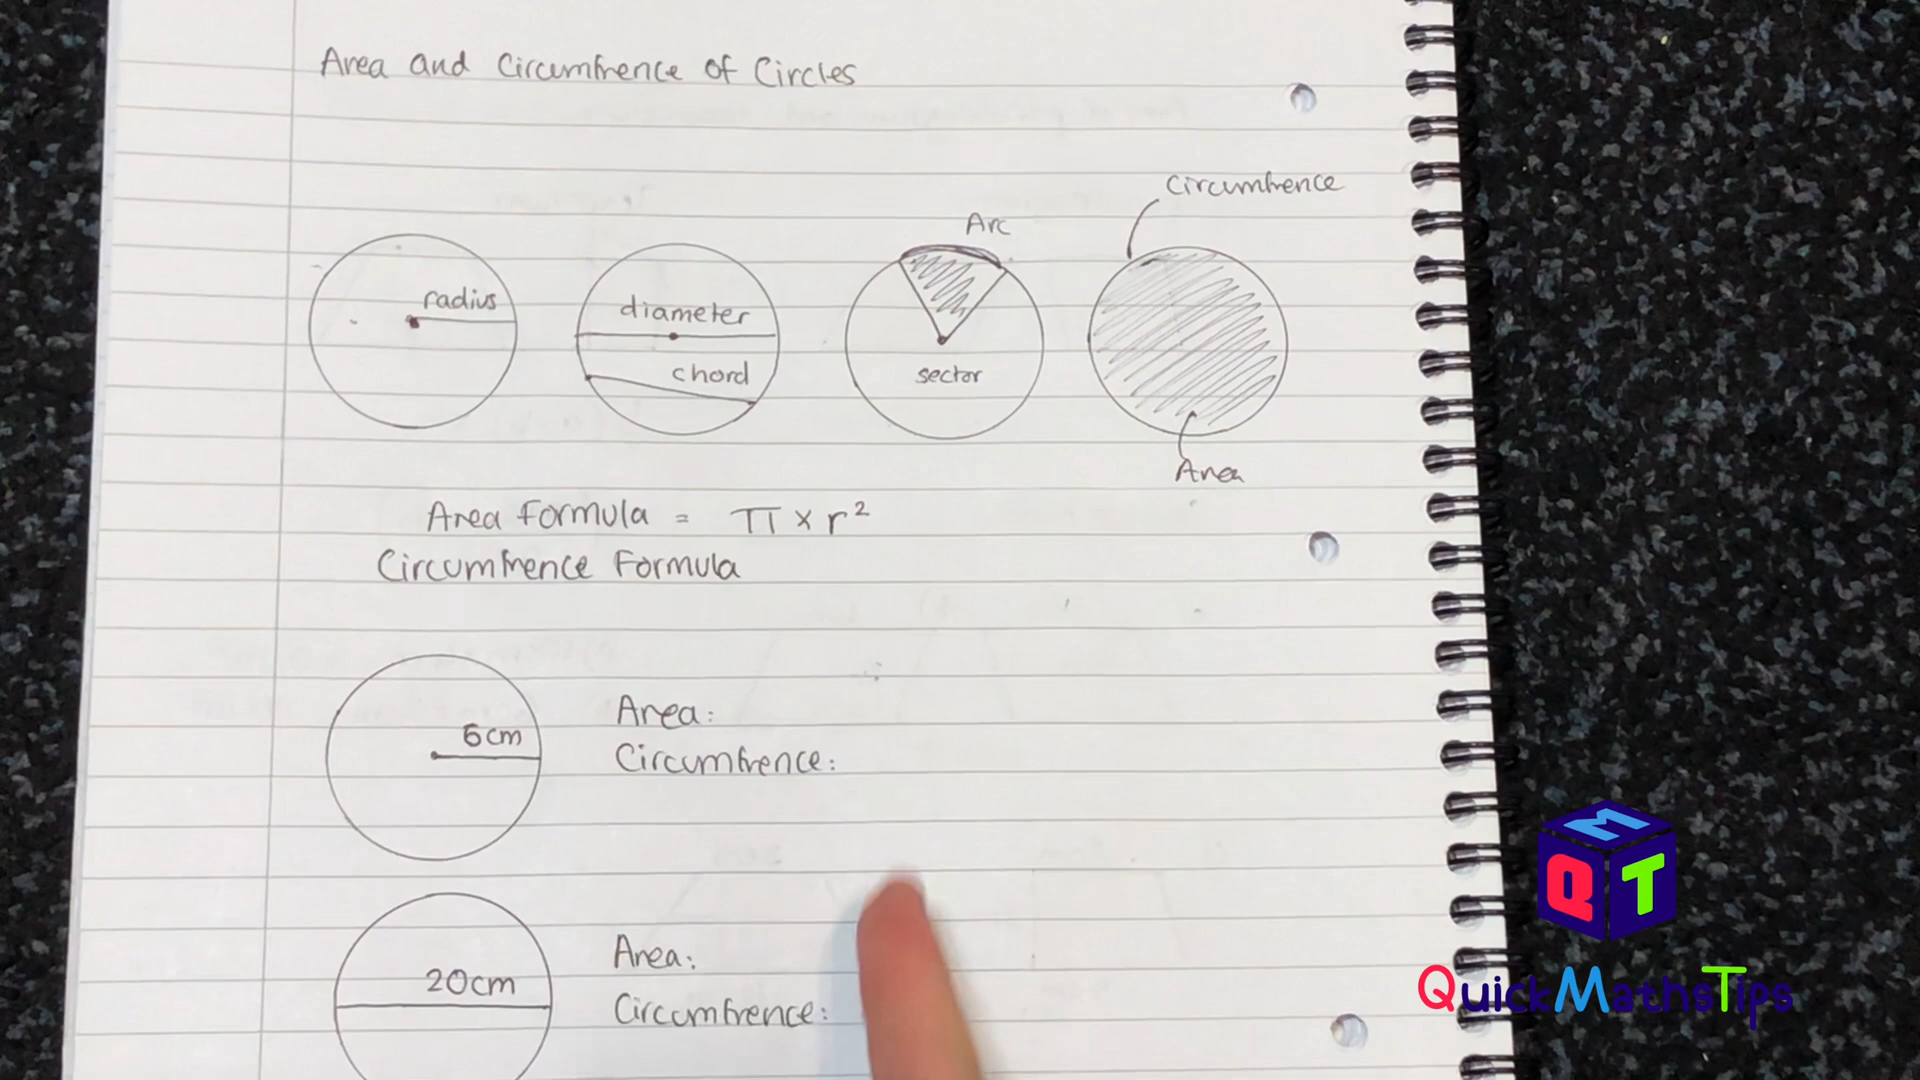 Area and Circumfrence of Circles
Circumfrence
Arc
radius
diameter
chord
sector
Area
Area Formula = π × r²
Circumfrence Formula
6cm
Area:
Circumfrence:
20cm
Area:
Circumfrence:
M
Q T
QuickMathsTips